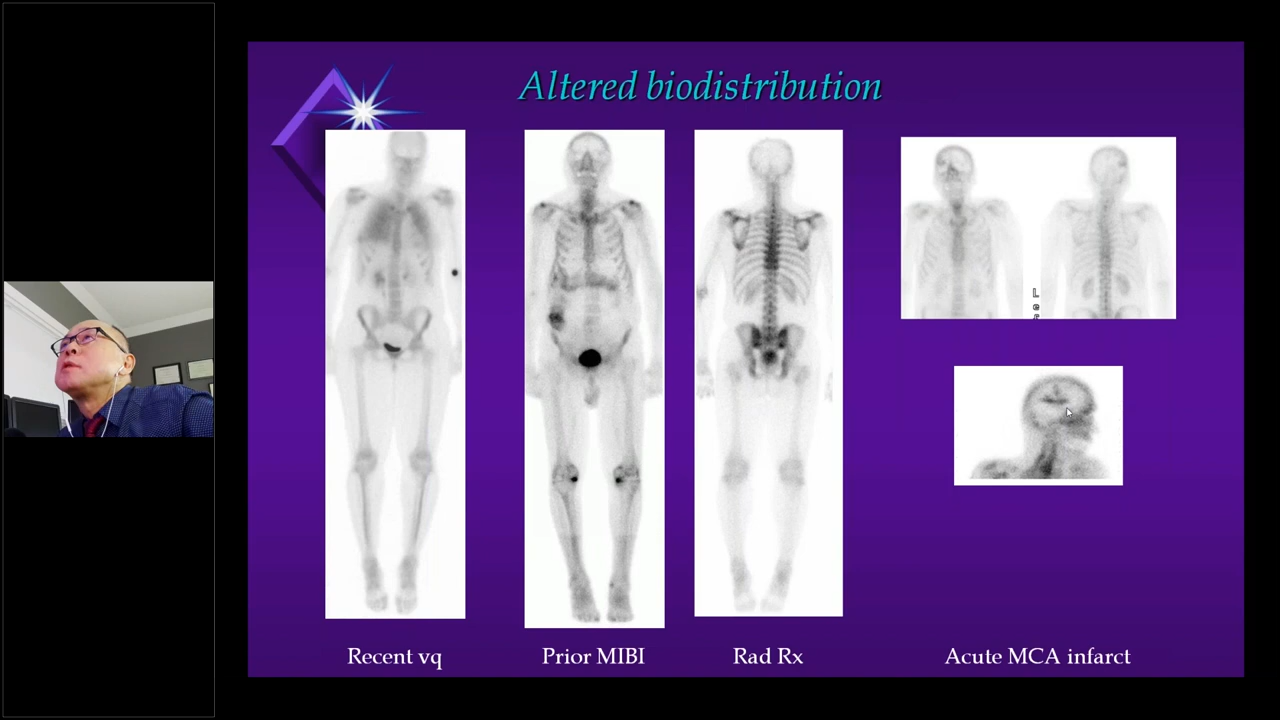 Altered biodistribution
L
e
f
Recent vq
Prior MIBI
Rad Rx
Acute MCA infarct